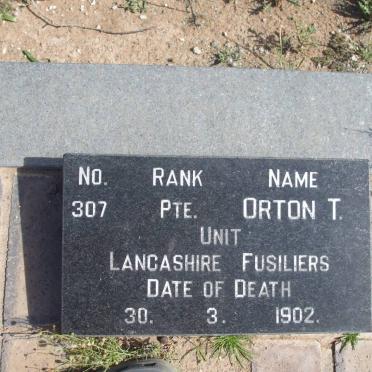 No. RANK NAME
307 PTE. ORTON T.
UNIT
LANCASHIRE FUSILIERS
DATE OF DEATH
30. 3. 1902.